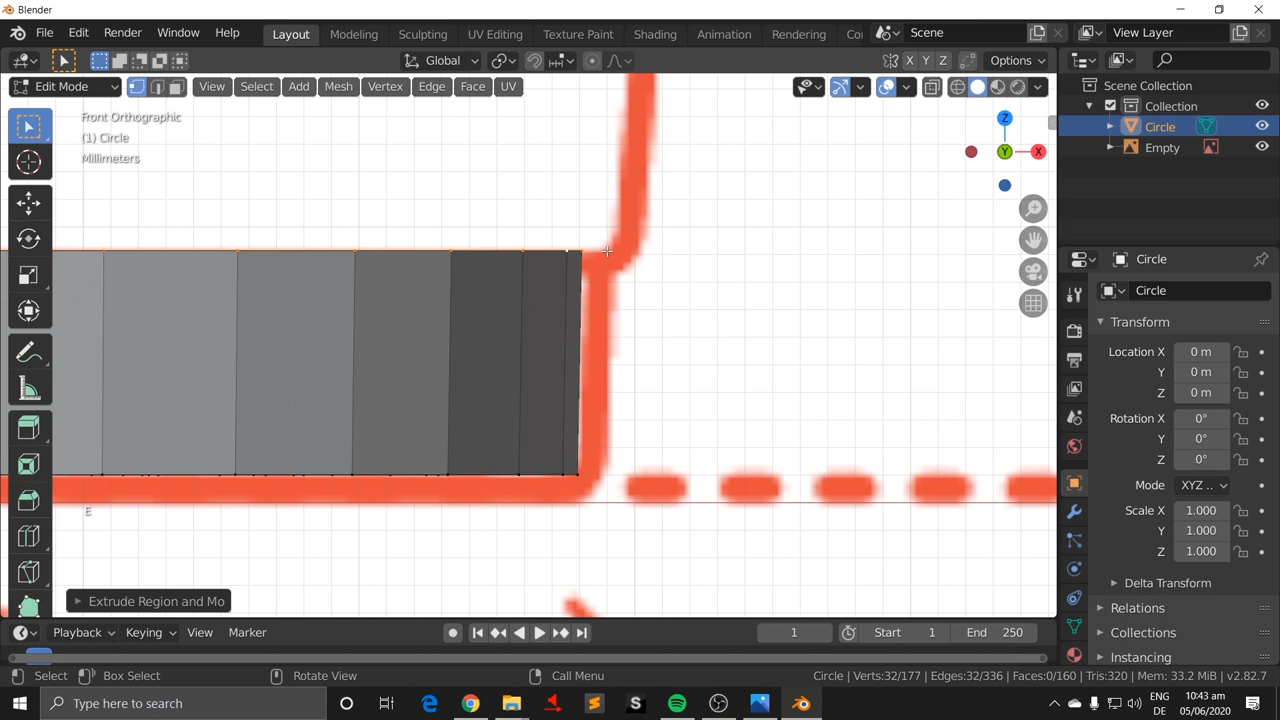 Blender
File Edit Render Window Help
Layout Modeling Sculpting UV Editing Texture Paint Shading Animation Rendering Co
Scene
View Layer
Global
X Y Z
Options
Edit Mode
View Select Add Mesh Vertex Edge Face UV
Front Orthographic
(1) Circle
Millimeters
Z
Y
X
E
Extrude Region and Mo
Scene Collection
Collection
Circle
Empty
Circle
Circle
Transform
Location X 0 m
Y 0 m
Z 0 m
Rotation X 0°
Y 0°
Z 0°
Mode XYZ ..
Scale X 1.000
Y 1.000
Z 1.000
Delta Transform
Relations
Collections
Instancing
Playback Keying View Marker
1
Start 1
End 250
Select Box Select Rotate View Call Menu
Circle | Verts:32/177 | Edges:32/336 | Faces:0/160 | Tris:320 | Mem: 33.2 MiB | v2.82.7
Type here to search
ENG
DE
10:43 am
05/06/2020